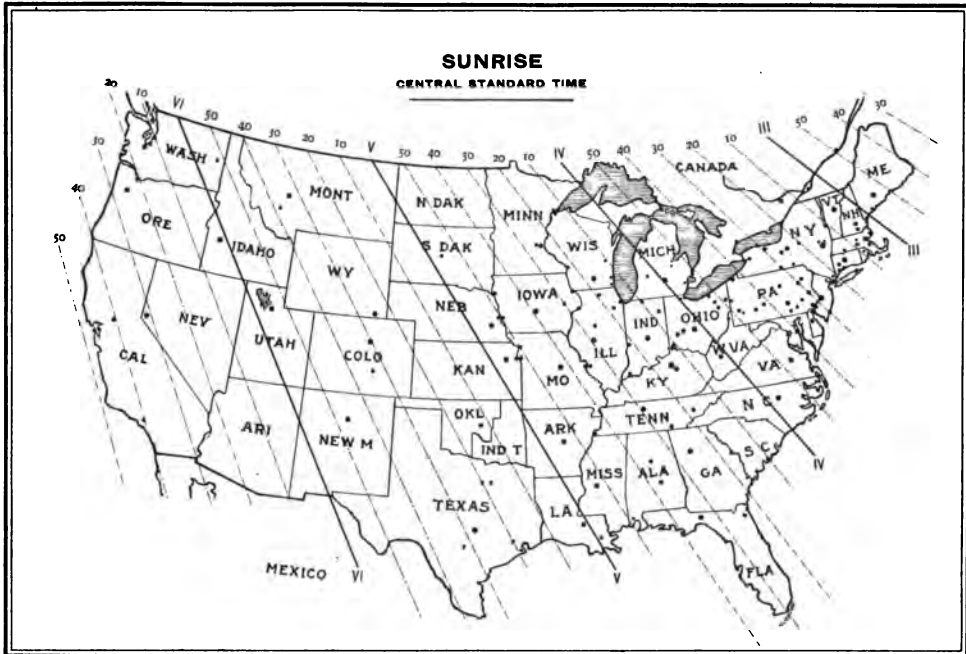 SUNRISE
CENTRAL STANDARD TIME
20 10 VI 50 40 30 20 10 V 50 40 30 20 10 IV 50 40 30 20 10 III 50 40 30
30
40
50
CANADA
WASH
MONT
N DAK
MINN
ME
VT
NH
ORE
IDAHO
S DAK
WIS
MICH
NY
III
WY
IOWA
PA
NEV
NEB
IND
OHIO
UTAH
COLO
ILL
W VA
CAL
KAN
MO
KY
VA
ARI
NEW M
OKL
IND T
ARK
TENN
N C
S C
IV
MISS
ALA
GA
TEXAS
LA
MEXICO
VI
V
FLA